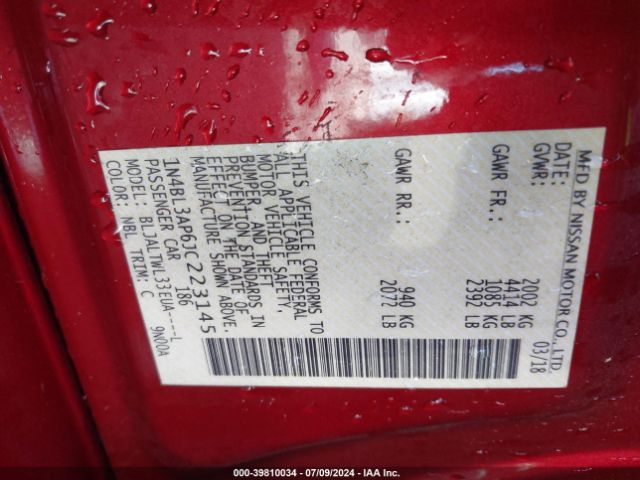 MFD BY NISSAN MOTOR CO., LTD.
DATE: 03/18
GVWR: 2002 KG
4414 LB
GAWR FR.: 1085 KG
2392 LB
GAWR RR.: 940 KG
2077 LB
THIS VEHICLE CONFORMS TO
ALL APPLICABLE FEDERAL
MOTOR VEHICLE SAFETY,
BUMPER, AND THEFT
PREVENTION STANDARDS IN
EFFECT ON THE DATE OF
MANUFACTURE SHOWN ABOVE.
1N4BL3AP6JC223145
PASSENGER CAR 186
MODEL: BLJALTWL33EUA----L
COLOR: NBL TRIM: C 9N00A
000-39810034 - 07/09/2024 - IAA Inc.